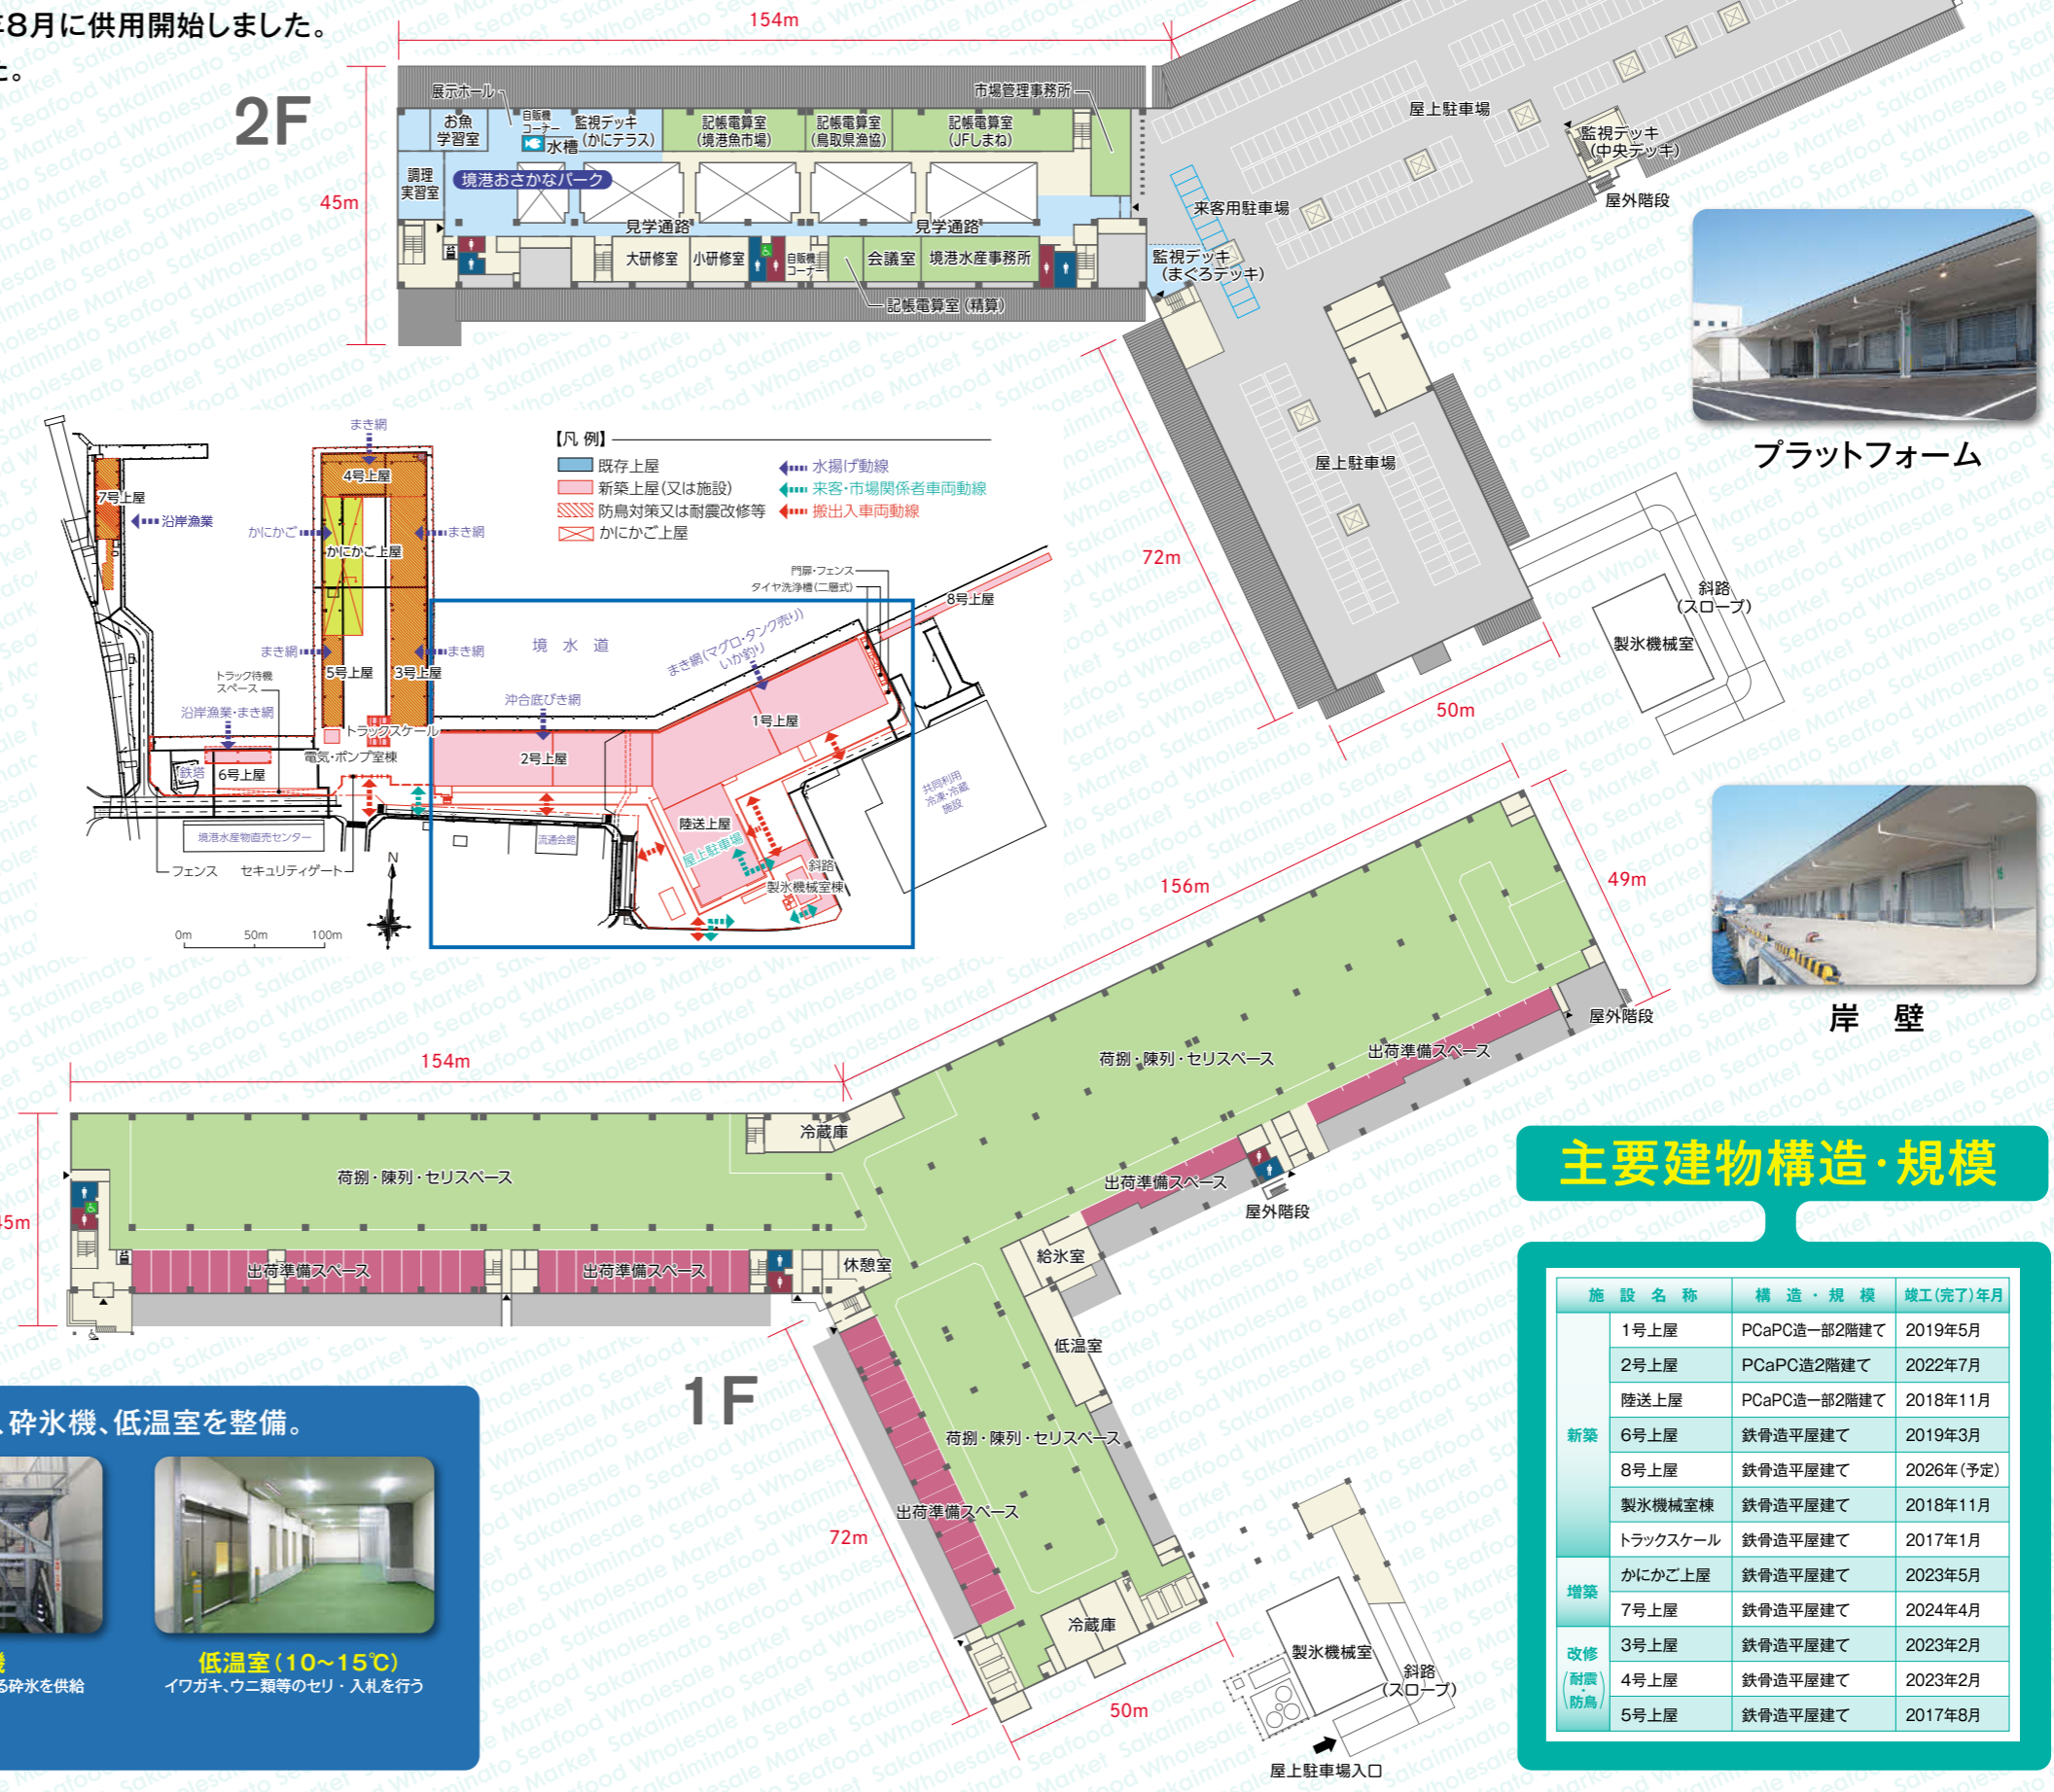 年8月に供用開始しました。
た。
2F
154m
45m
展示ホール
お魚
学習室
自販機
コーナー
水槽
監視デッキ
(かにテラス)
記帳電算室
(境港魚市場)
記帳電算室
(鳥取県漁協)
記帳電算室
(JFしまね)
市場管理事務所
調理
実習室
境港おさかなパーク
見学通路
見学通路
大研修室
小研修室
自販機
コーナー
会議室
境港水産事務所
記帳電算室(精算)
来客用駐車場
監視デッキ
(まぐろデッキ)
屋上駐車場
監視デッキ
(中央デッキ)
屋外階段
屋上駐車場
72m
50m
製氷機械室
斜路
(スロープ)
プラットフォーム
岸 壁
【凡 例】
既存上屋
新築上屋(又は施設)
防鳥対策又は耐震改修等
かにかご上屋
水揚げ動線
来客・市場関係者車両動線
搬出入車両動線
まき網
4号上屋
7号上屋
沿岸漁業
かにかご
かにかご上屋
まき網
まき網
5号上屋
3号上屋
まき網
トラック待機
スペース
沿岸漁業・まき網
トラックスケール
電気・ポンプ室棟
鉄塔
6号上屋
境港水産物直売センター
フェンス
セキュリティゲート
N
0m
50m
100m
境 水 道
沖合底びき網
2号上屋
まき網(マグロ・タンク売り)
いか釣り
1号上屋
門扉・フェンス
タイヤ洗浄槽(二層式)
8号上屋
共同利用
冷凍・冷蔵
施設
陸送上屋
屋上駐車場
流通会館
斜路
製氷機械室棟
1F
154m
45m
156m
49m
荷捌・陳列・セリスペース
冷蔵庫
出荷準備スペース
出荷準備スペース
休憩室
荷捌・陳列・セリスペース
出荷準備スペース
屋外階段
出荷準備スペース
屋外階段
給氷室
低温室
荷捌・陳列・セリスペース
出荷準備スペース
72m
冷蔵庫
50m
製氷機械室
斜路
(スロープ)
屋上駐車場入口
、砕氷機、低温室を整備。
機
る砕氷を供給
低温室(10~15℃)
イワガキ、ウニ類等のセリ・入札を行う
主要建物構造・規模
施 設 名 称 構 造 ・ 規 模 竣工(完了)年月
新築
1号上屋 PCaPC造一部2階建て 2019年5月
2号上屋 PCaPC造2階建て 2022年7月
陸送上屋 PCaPC造一部2階建て 2018年11月
6号上屋 鉄骨造平屋建て 2019年3月
8号上屋 鉄骨造平屋建て 2026年(予定)
製氷機械室棟 鉄骨造平屋建て 2018年11月
トラックスケール 鉄骨造平屋建て 2017年1月
増築
かにかご上屋 鉄骨造平屋建て 2023年5月
7号上屋 鉄骨造平屋建て 2024年4月
改修
(耐震・防鳥)
3号上屋 鉄骨造平屋建て 2023年2月
4号上屋 鉄骨造平屋建て 2023年2月
5号上屋 鉄骨造平屋建て 2017年8月
Sakaiminato Seafood Wholesale Market